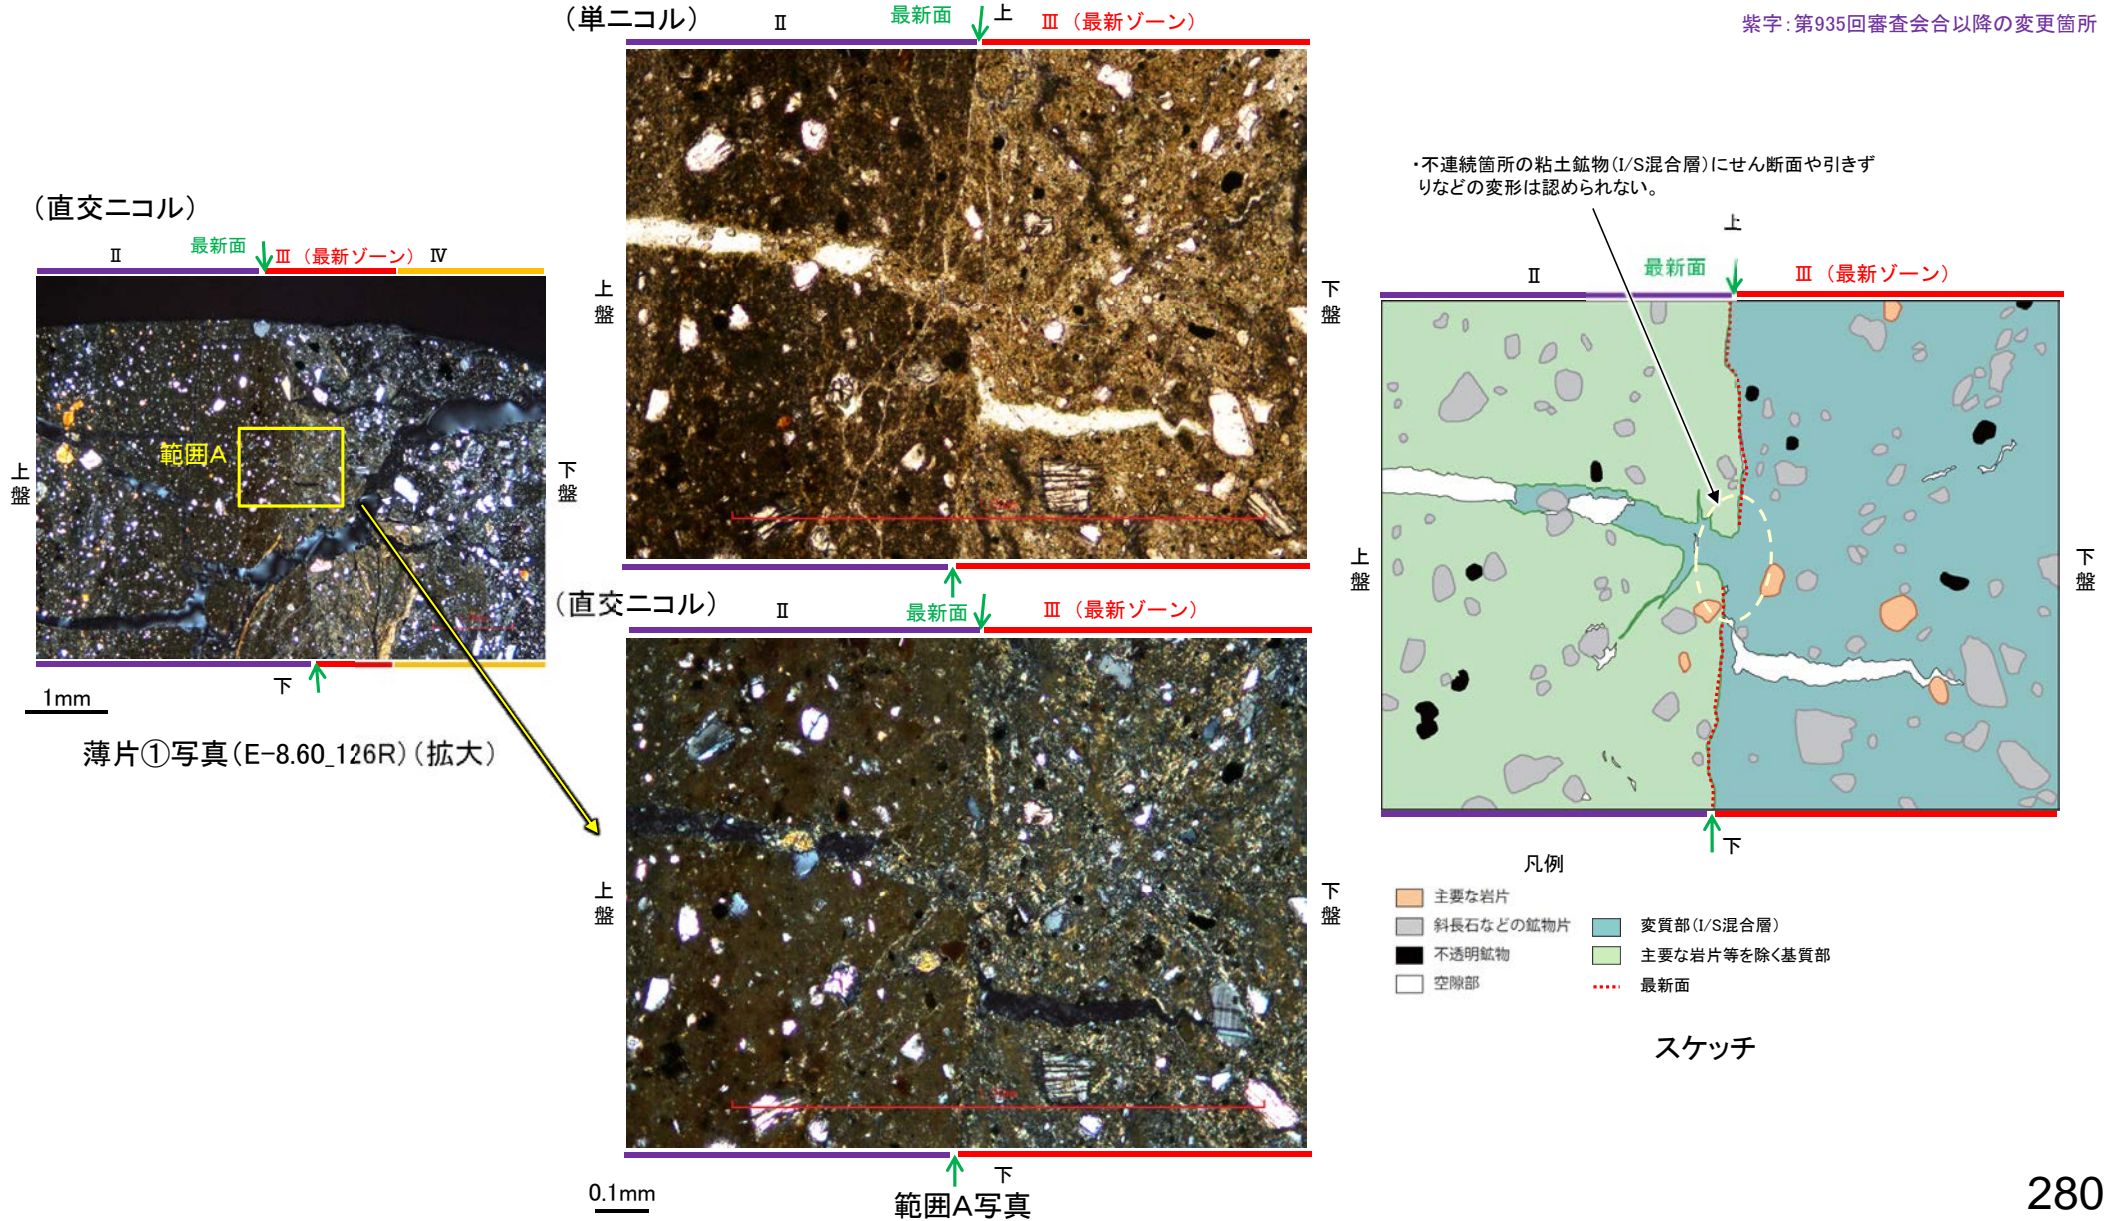 紫字：第935回審査会合以降の変更箇所
（直交ニコル）
Ⅱ
最新面
Ⅲ（最新ゾーン）
Ⅳ
上盤
範囲A
下盤
下
1mm
薄片①写真（E-8.60_126R）（拡大）
（単ニコル）
Ⅱ
最新面
上
Ⅲ（最新ゾーン）
上盤
下盤
（直交ニコル）
Ⅱ
最新面
Ⅲ（最新ゾーン）
上盤
下盤
下
0.1mm
範囲A写真
・不連続箇所の粘土鉱物（I/S混合層）にせん断面や引きず
りなどの変形は認められない。
上
Ⅱ
最新面
Ⅲ（最新ゾーン）
上盤
下盤
下
凡例
主要な岩片
斜長石などの鉱物片
不透明鉱物
空隙部
変質部（I/S混合層）
主要な岩片等を除く基質部
最新面
スケッチ
280